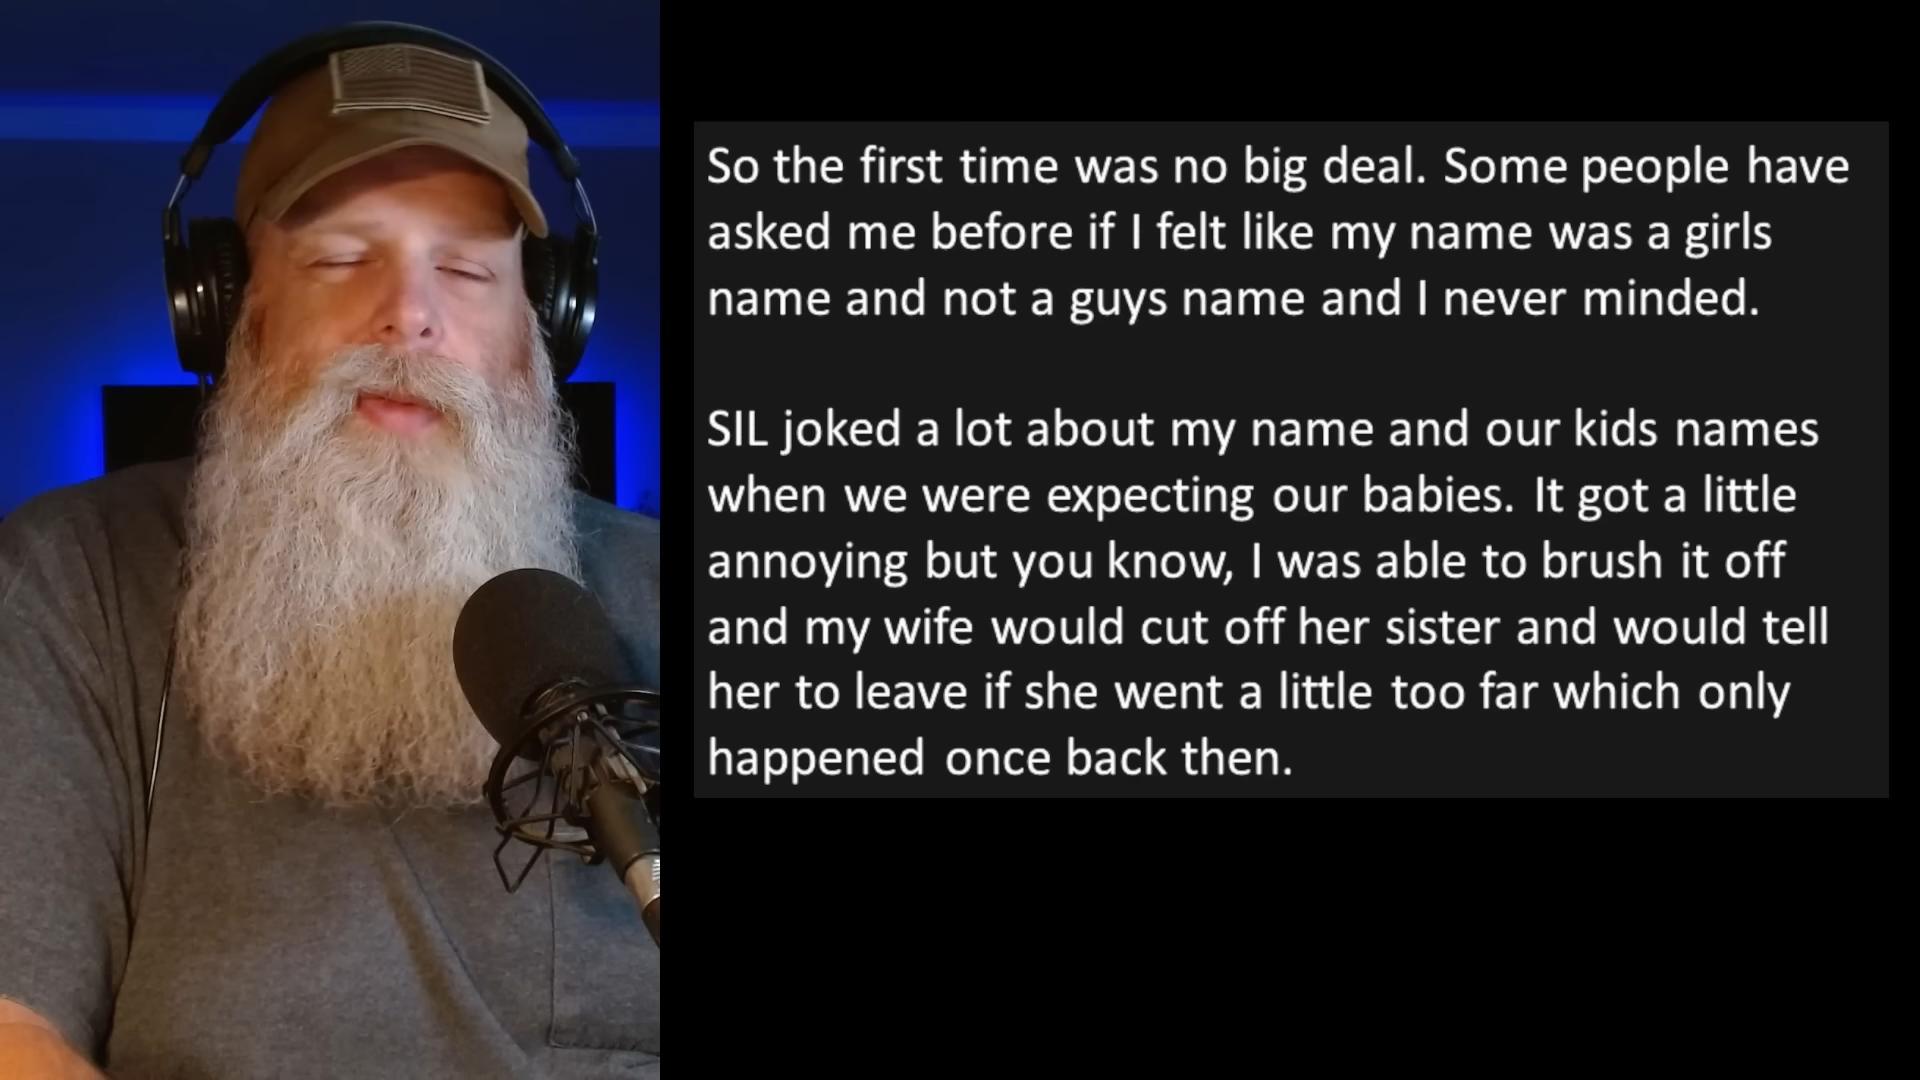 So the first time was no big deal. Some people have
asked me before if I felt like my name was a girls
name and not a guys name and I never minded.
SIL joked a lot about my name and our kids names
when we were expecting our babies. It got a little
annoying but you know, I was able to brush it off
and my wife would cut off her sister and would tell
her to leave if she went a little too far which only
happened once back then.